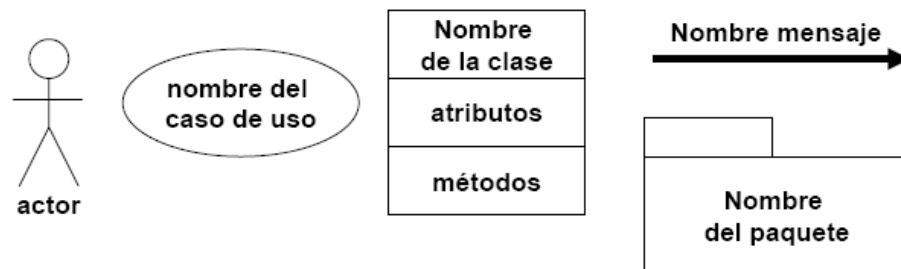 actor
nombre del
caso de uso
Nombre
de la clase
atributos
métodos
Nombre mensaje
Nombre
del paquete